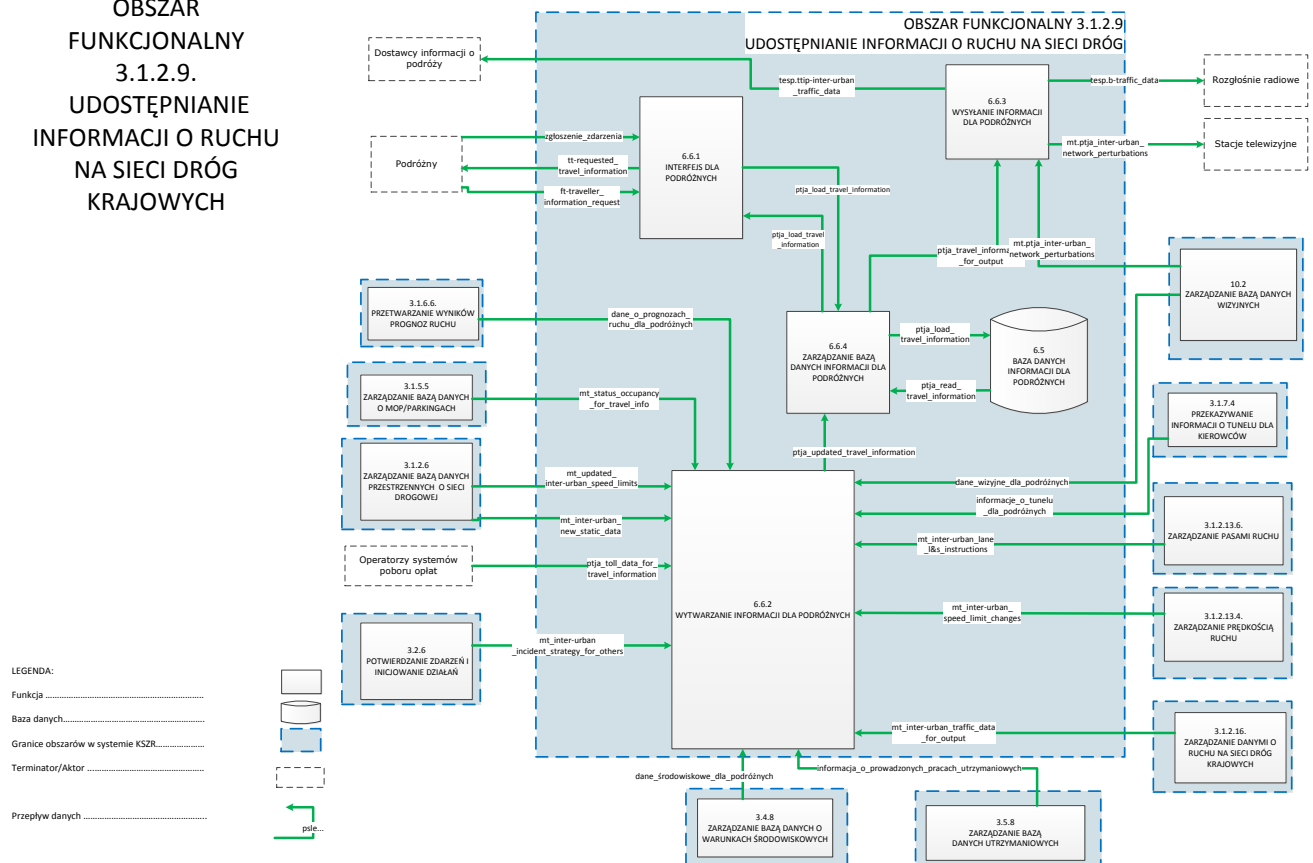 OBSZAR
FUNKCJONALNY
3.1.2.9.
UDOSTĘPNIANIE
INFORMACJI O RUCHU
NA SIECI DRÓG
KRAJOWYCH
OBSZAR FUNKCJONALNY 3.1.2.9
UDOSTĘPNIANIE INFORMACJI O RUCHU NA SIECI DRÓG
Dostawcy informacji o
podróży
tesp.ttip-inter-urban
_traffic_data
6.6.3
WYSYŁANIE INFORMACJI
DLA PODRÓŻNYCH
tesp.b-traffic_data
Rozgłośnie radiowe
mt.ptja_inter-urban_
network_perturbations
Stacje telewizyjne
Podróżny
zgłoszenie_zdarzenia
tt-requested_
travel_information
ft-traveller_
information_request
6.6.1
INTERFEJS DLA
PODRÓŻNYCH
ptja_load_travel_information
ptja_load_travel
_information
ptja_travel_informa
_for_output
mt.ptja_inter-urban_
network_perturbations
10.2
ZARZĄDZANIE BAZĄ DANYCH
WIZYJNYCH
3.1.6.6.
PRZETWARZANIE WYNIKÓW
PROGNOZ RUCHU
dane_o_prognozach_
ruchu_dla_podróżnych
6.6.4
ZARZĄDZANIE BAZĄ
DANYCH INFORMACJI DLA
PODRÓŻNYCH
ptja_load_
travel_information
ptja_read_
travel_information
6.5
BAZA DANYCH
INFORMACJI DLA
PODRÓŻNYCH
3.1.5.5
ZARZĄDZANIE BAZĄ DANYCH
O MOP/PARKINGACH
mt_status_occupancy
_for_travel_info
3.1.7.4
PRZEKAZYWANIE
INFORMACJI O TUNELU DLA
KIEROWCÓW
ptja_updated_travel_information
3.1.2.6
ZARZĄDZANIE BAZĄ DANYCH
PRZESTRZENNYCH O SIECI
DROGOWEJ
mt_updated_
inter-urban_speed_limits
mt_inter-urban_
new_static_data
dane_wizyjne_dla_podróżnych
informacje_o_tunelu
_dla_podróżnych
3.1.2.13.6.
ZARZĄDZANIE PASAMI RUCHU
mt_inter-urban_lane
_l&s_instructions
Operatorzy systemów
poboru opłat
ptja_toll_data_for_
travel_information
6.6.2
WYTWARZANIE INFORMACJI DLA PODRÓŻNYCH
mt_inter-urban_
speed_limit_changes
3.1.2.13.4.
ZARZĄDZANIE PRĘDKOŚCIĄ
RUCHU
3.2.6
POTWIERDZANIE ZDARZEŃ I
INICJOWANIE DZIAŁAŃ
mt_inter-urban
_incident_strategy_for_others
mt_inter-urban_traffic_data
_for_output
3.1.2.16.
ZARZĄDZANIE DANYMI O
RUCHU NA SIECI DRÓG
KRAJOWYCH
dane_środowiskowe_dla_podróżnych
informacja_o_prowadzonych_pracach_utrzymaniowych
3.4.8
ZARZĄDZANIE BAZĄ DANYCH O
WARUNKACH ŚRODOWISKOWYCH
3.5.8
ZARZĄDZANIE BAZĄ
DANYCH UTRZYMANIOWYCH
LEGENDA:
Funkcja ..........................................................
Baza danych....................................................
Granice obszarów w systemie KSZR..................
Terminator/Aktor ...........................................
Przepływ danych ..............................................
psle...